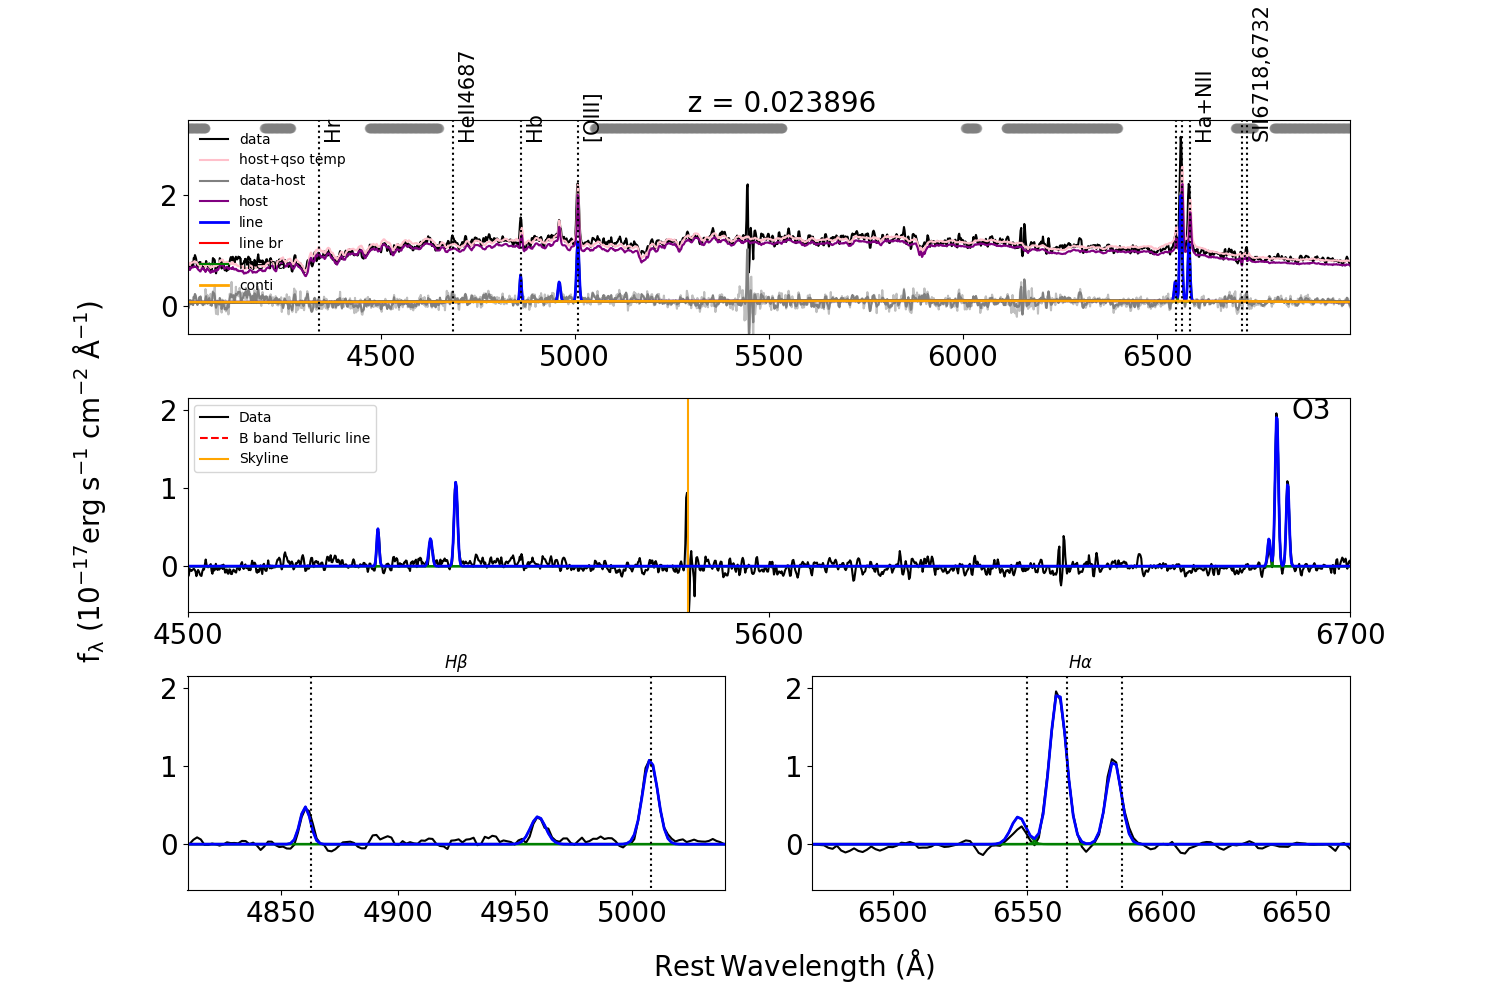 z = 0.023896
Hr
HeII4687
Hb
[OIII]
Ha+NII
SII6718,6732
data
host+qso temp
data-host
host
line
line br
conti
2
0
4500
5000
5500
6000
6500
fλ (10−17erg s−1 cm−2 Å−1)
Data
B band Telluric line
Skyline
O3
2
1
0
4500
5600
6700
Hβ
2
1
0
4850
4900
4950
5000
Hα
2
1
0
6500
6550
6600
6650
Rest Wavelength (Å)